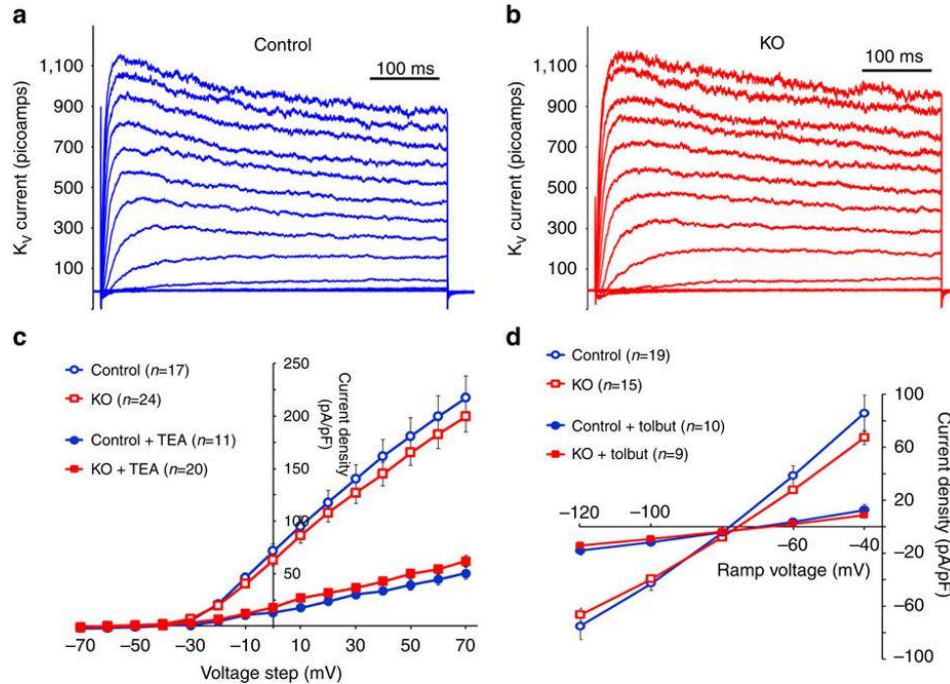 a
Control
100 ms
1,100
900
700
500
300
100
K_V current (picoamps)
b
KO
100 ms
1,100
900
700
500
300
100
K_V current (picoamps)
c
Control (n=17)
KO (n=24)
Control + TEA (n=11)
KO + TEA (n=20)
250
200
150
100
50
Current density
(pA/pF)
−70 −50 −30 −10 10 30 50 70
Voltage step (mV)
d
Control (n=19)
KO (n=15)
Control + tolbut (n=10)
KO + tolbut (n=9)
100
60
20
−20
−60
−100
Current density (pA/pF)
−120 −100 −60 −40
Ramp voltage (mV)